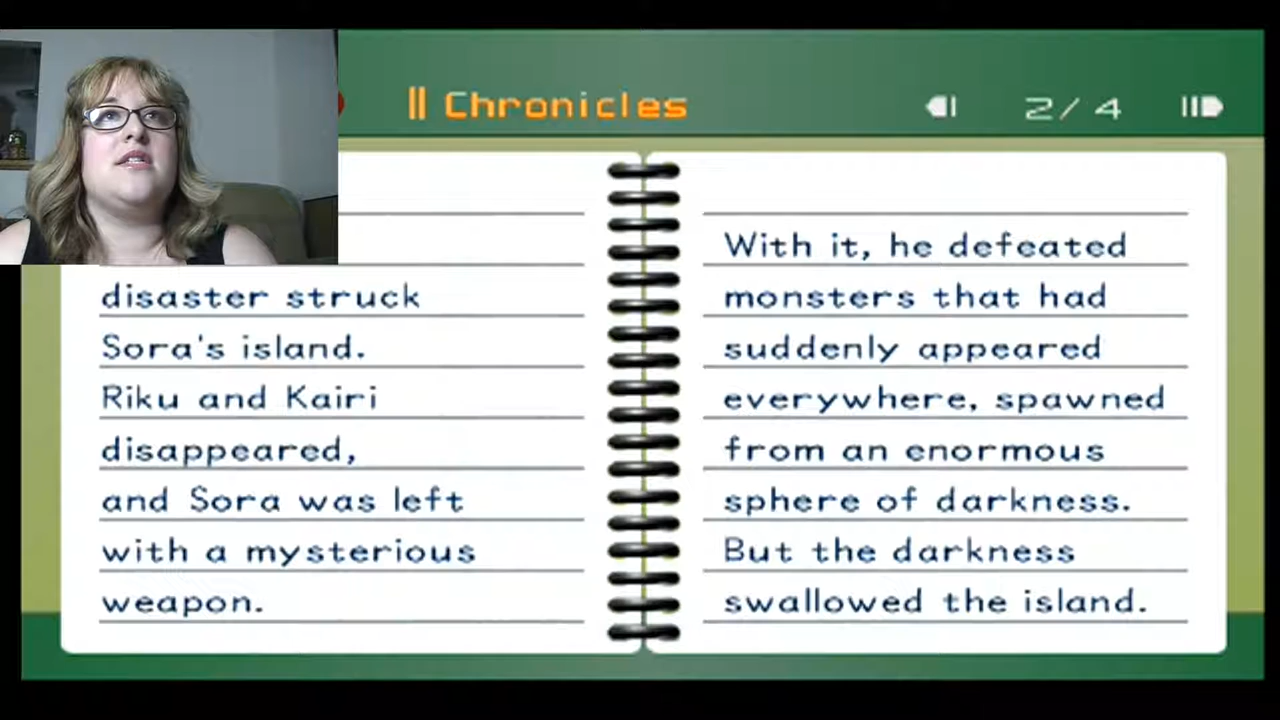 Chronicles
2/4
disaster struck
Sora's island.
Riku and Kairi
disappeared,
and Sora was left
with a mysterious
weapon.
With it, he defeated
monsters that had
suddenly appeared
everywhere, spawned
from an enormous
sphere of darkness.
But the darkness
swallowed the island.